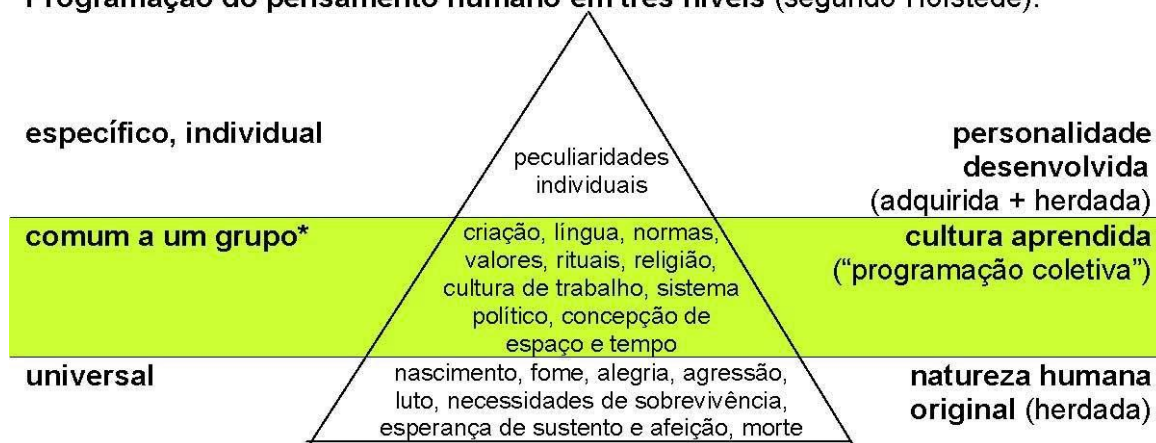 Programação do pensamento humano em três níveis (segundo Hofstede):
específico, individual
peculiaridades
individuais
personalidade
desenvolvida
(adquirida + herdada)
comum a um grupo*
criação, língua, normas,
valores, rituais, religião,
cultura de trabalho, sistema
político, concepção de
espaço e tempo
cultura aprendida
(“programação coletiva”)
universal
nascimento, fome, alegria, agressão,
luto, necessidades de sobrevivência,
esperança de sustento e afeição, morte
natureza humana
original (herdada)